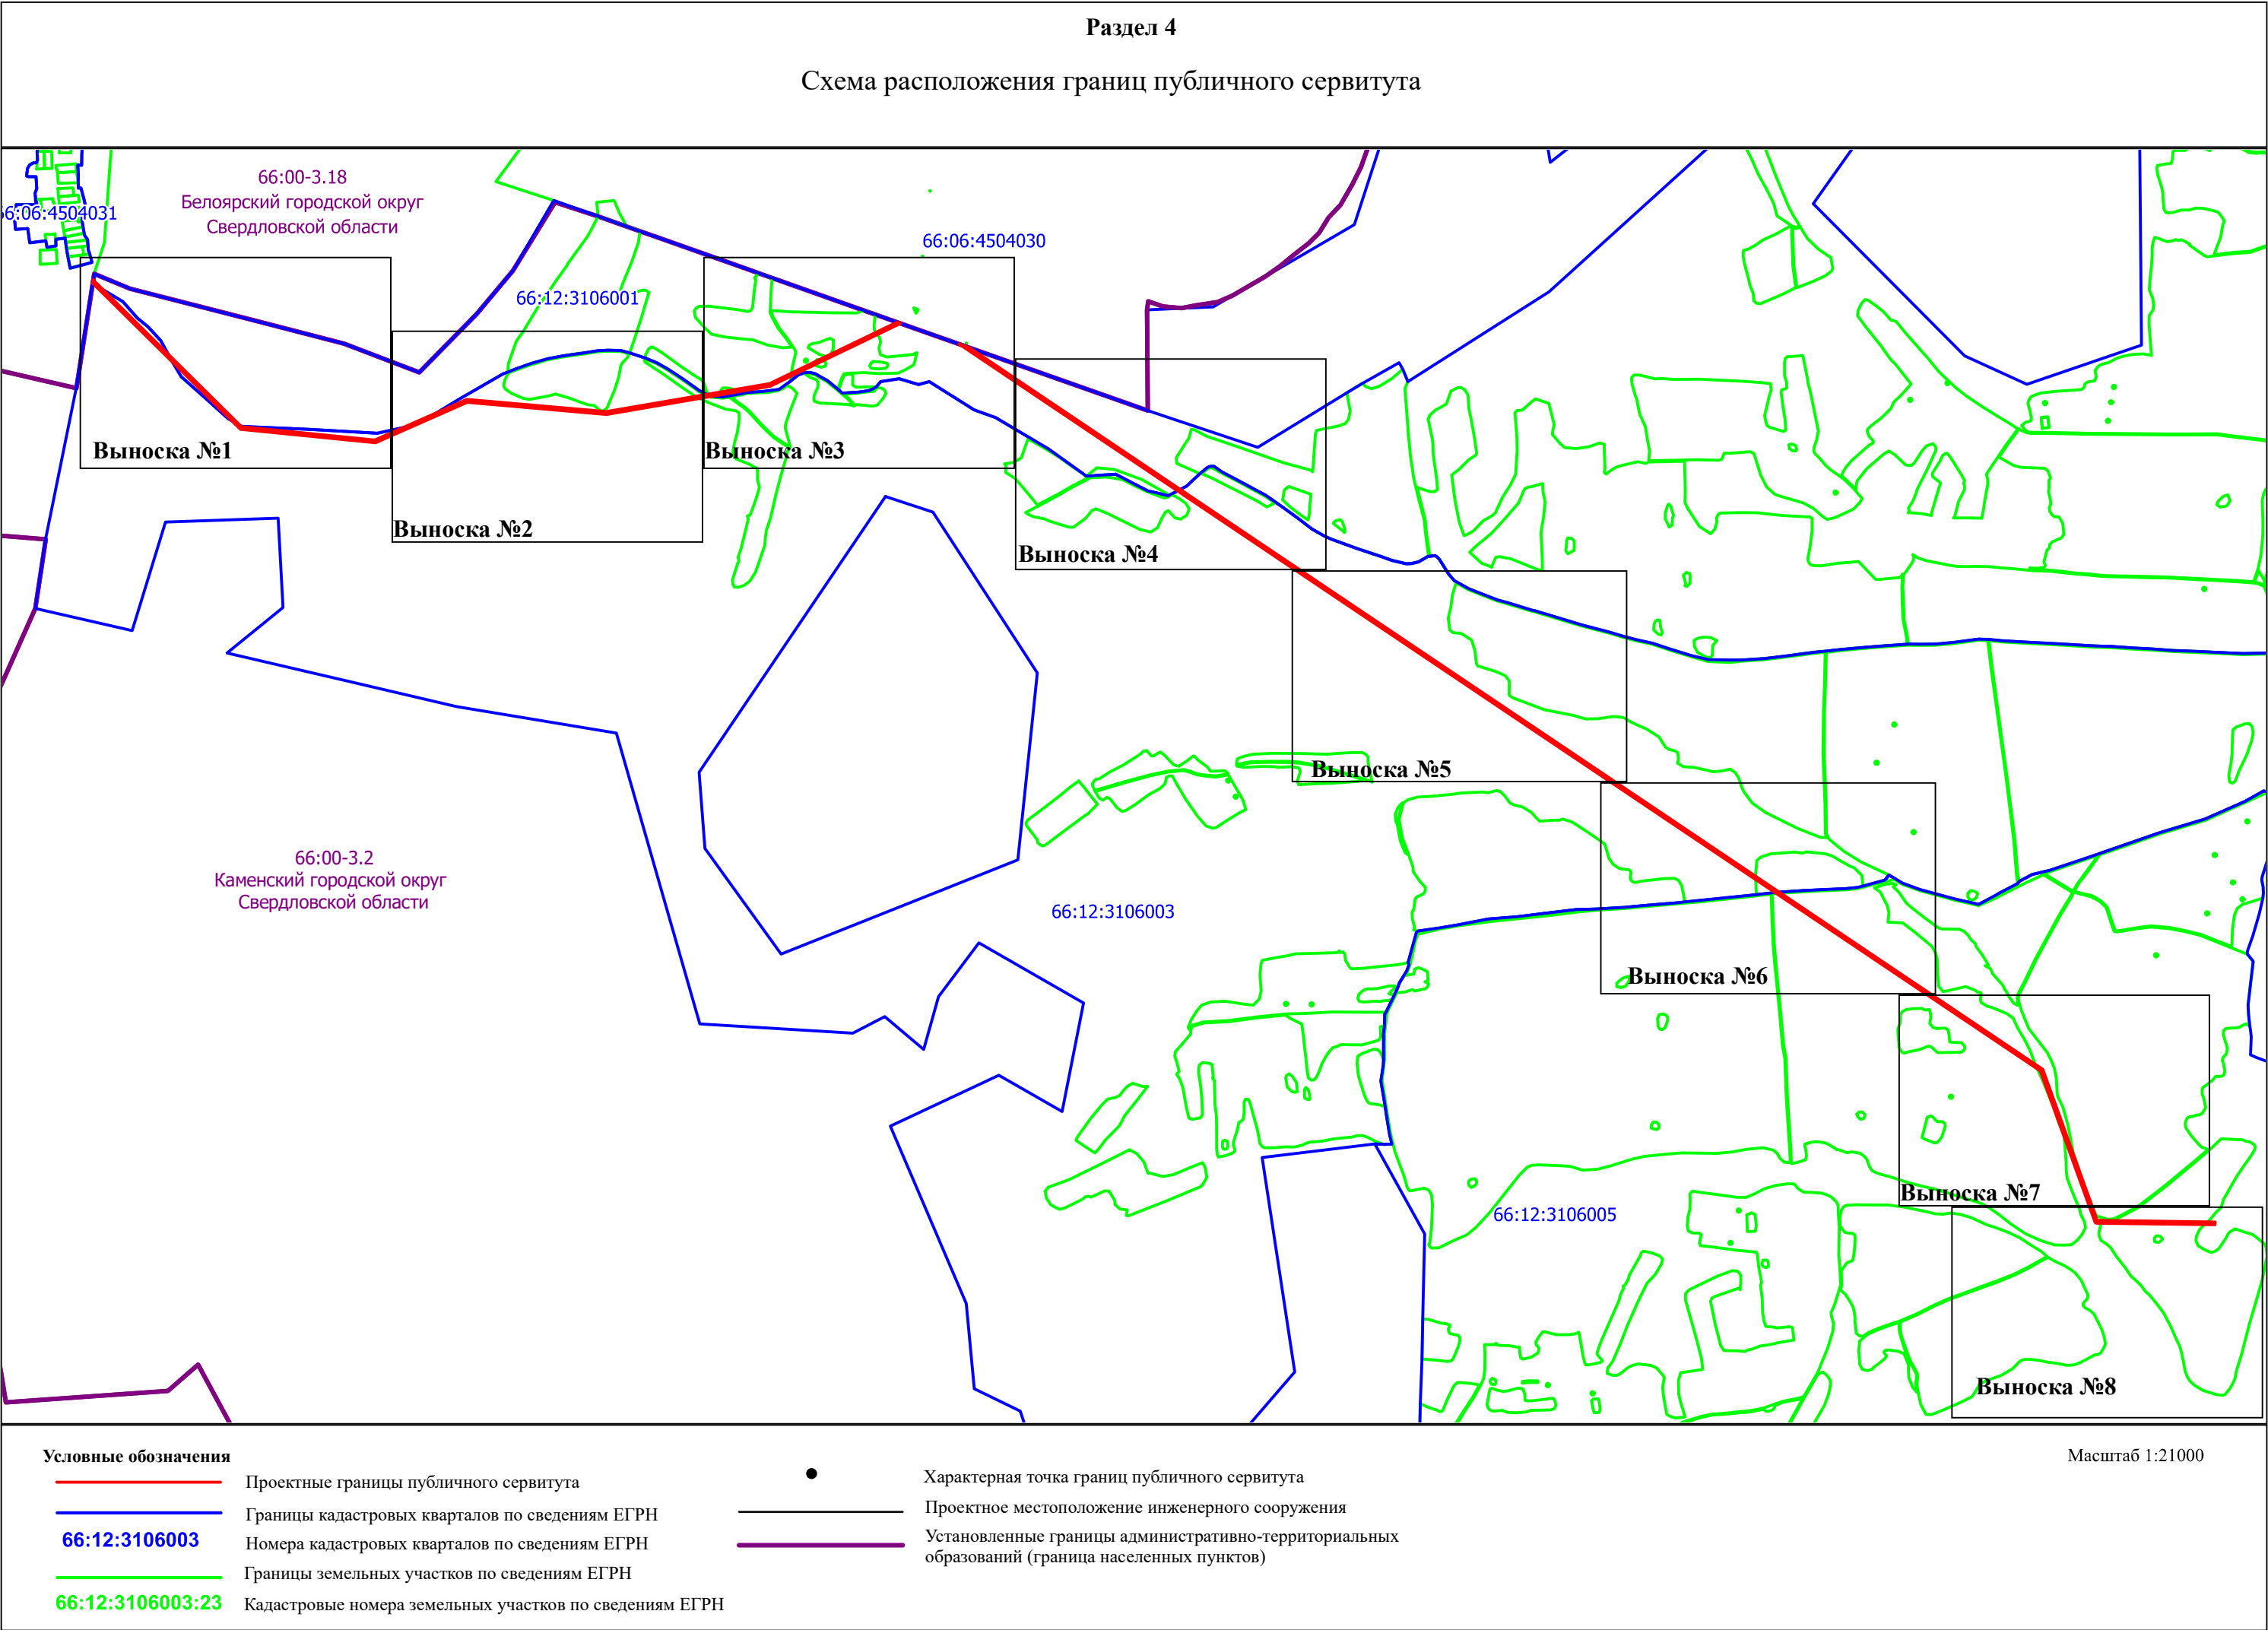 Раздел 4
Схема расположения границ публичного сервитута
66:00-3.18
Белоярский городской округ
Свердловской области
66:06:4504031
66:06:4504030
66:12:3106001
Выноска №1
Выноска №2
Выноска №3
Выноска №4
Выноска №5
66:00-3.2
Каменский городской округ
Свердловской области
66:12:3106003
Выноска №6
Выноска №7
66:12:3106005
Выноска №8
Условные обозначения
Масштаб 1:21000
Проектные границы публичного сервитута
Границы кадастровых кварталов по сведениям ЕГРН
66:12:3106003
Номера кадастровых кварталов по сведениям ЕГРН
Границы земельных участков по сведениям ЕГРН
66:12:3106003:23
Кадастровые номера земельных участков по сведениям ЕГРН
Характерная точка границ публичного сервитута
Проектное местоположение инженерного сооружения
Установленные границы административно-территориальных
образований (граница населенных пунктов)